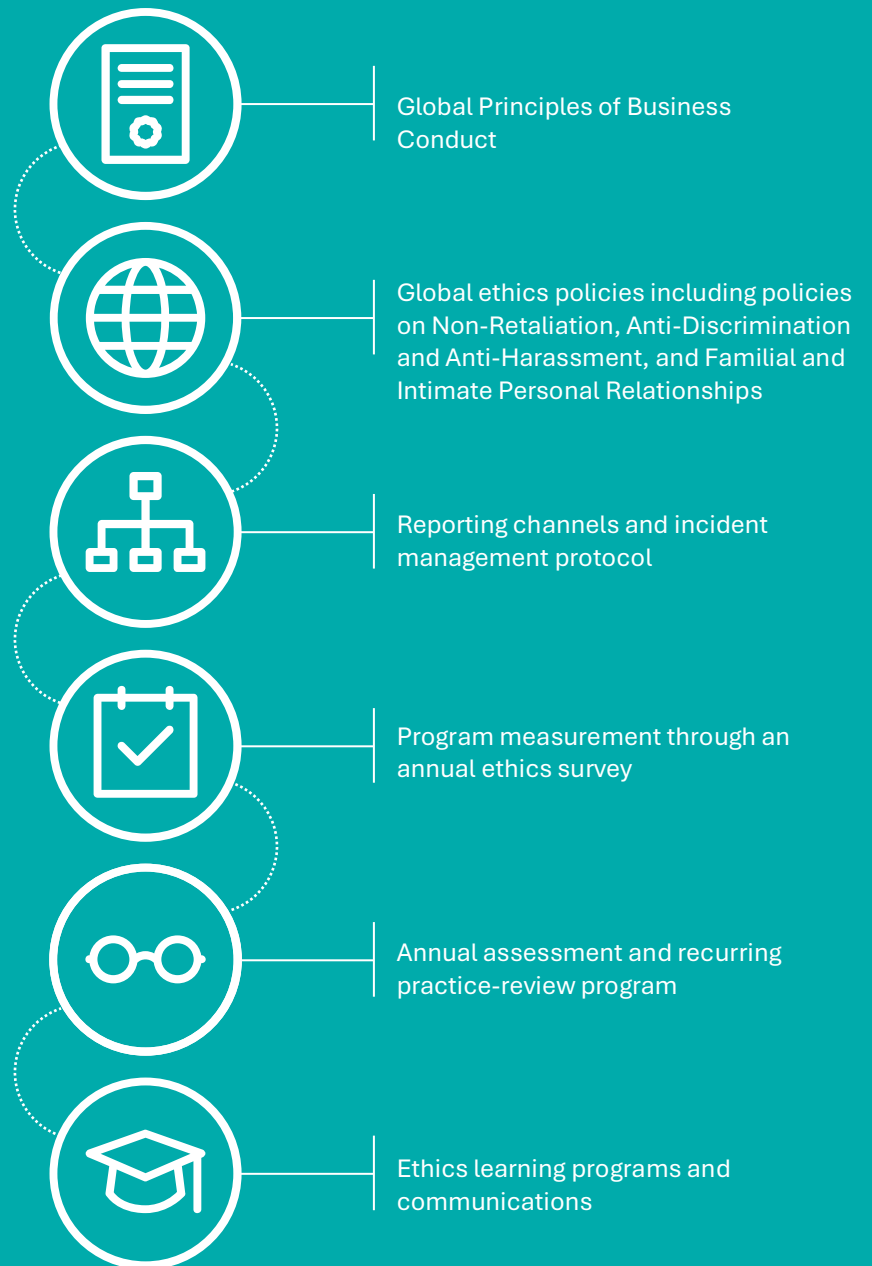 Global Principles of Business
Conduct
Global ethics policies including policies
on Non-Retaliation, Anti-Discrimination
and Anti-Harassment, and Familial and
Intimate Personal Relationships
Reporting channels and incident
management protocol
Program measurement through an
annual ethics survey
Annual assessment and recurring
practice-review program
Ethics learning programs and
communications